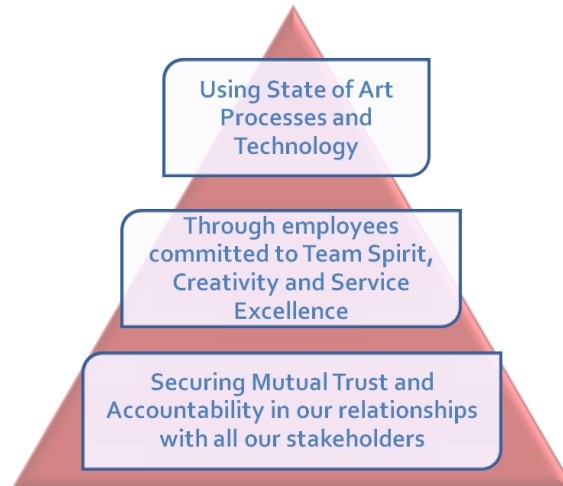 Using State of Art
Processes and
Technology
Through employees
committed to Team Spirit,
Creativity and Service
Excellence
Securing Mutual Trust and
Accountability in our relationships
with all our stakeholders